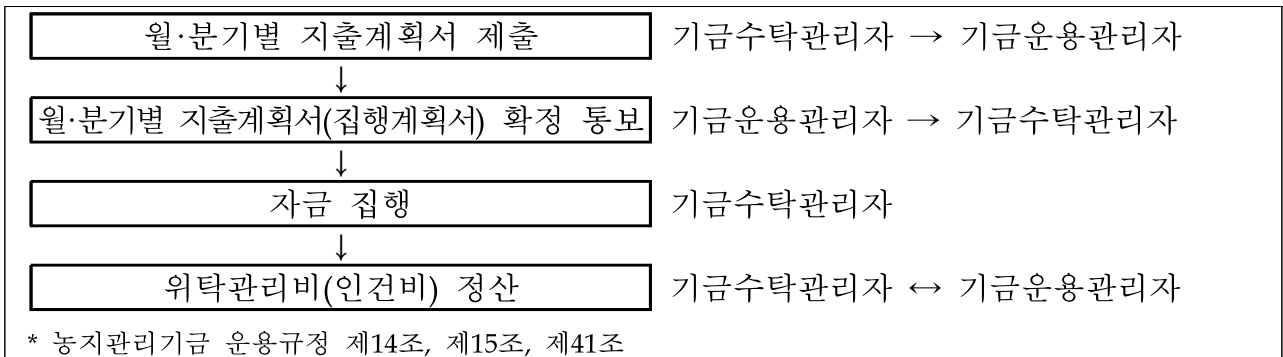 월·분기별 지출계획서 제출 기금수탁관리자 → 기금운용관리자
↓
월·분기별 지출계획서(집행계획서) 확정 통보 기금운용관리자 → 기금수탁관리자
↓
자금 집행 기금수탁관리자
↓
위탁관리비(인건비) 정산 기금수탁관리자 ↔ 기금운용관리자
* 농지관리기금 운용규정 제14조, 제15조, 제41조